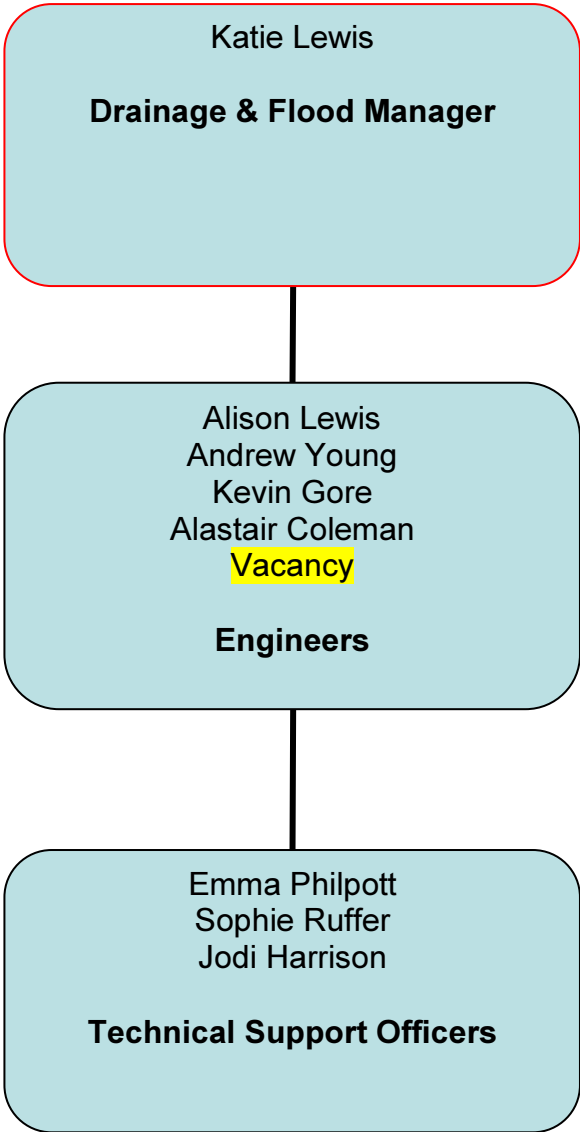 Katie Lewis
Drainage & Flood Manager
Alison Lewis
Andrew Young
Kevin Gore
Alastair Coleman
Vacancy
Engineers
Emma Philpott
Sophie Ruffer
Jodi Harrison
Technical Support Officers